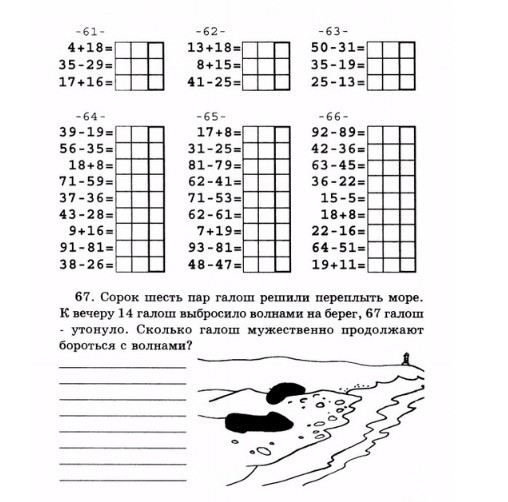 -61- -62- -63-
4+18= 13+18= 50-31=
35-29= 8+15= 35-19=
17+16= 41-25= 25-13=
-64- -65- -66-
39-19= 17+8= 92-89=
56-35= 31-25= 42-36=
18+8= 81-79= 63-45=
71-59= 62-41= 36-22=
37-36= 71-53= 15-5=
43-28= 62-61= 18+8=
9+16= 7+19= 22-16=
91-81= 93-81= 64-51=
38-26= 48-47= 19+11=
67. Сорок шесть пар галош решили переплыть море.
К вечеру 14 галош выбросило волнами на берег, 67 галош
- утонуло. Сколько галош мужественно продолжают
бороться с волнами?